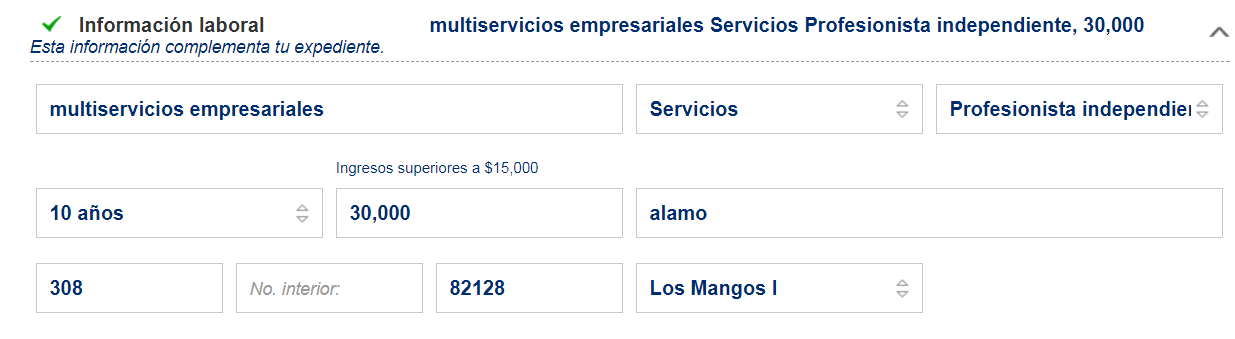 Información laboral multiservicios empresariales Servicios Profesionista independiente, 30,000
Esta información complementa tu expediente.
multiservicios empresariales Servicios Profesionista independie
Ingresos superiores a $15,000
10 años 30,000 alamo
308 No. interior: 82128 Los Mangos I